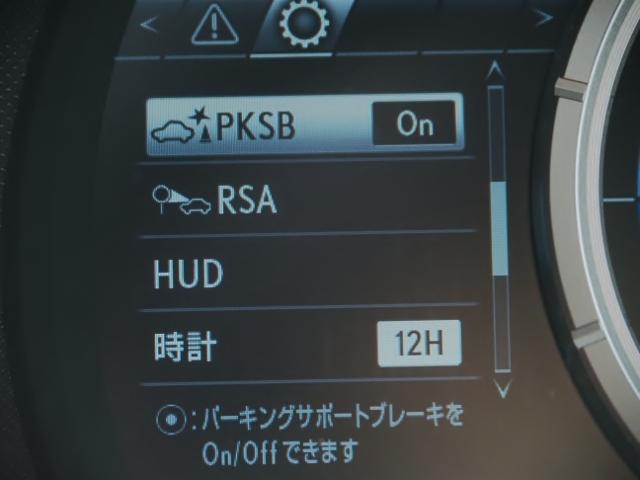 PKSB On
RSA
HUD
時計 12H
:パーキングサポートブレーキを
On/Offできます